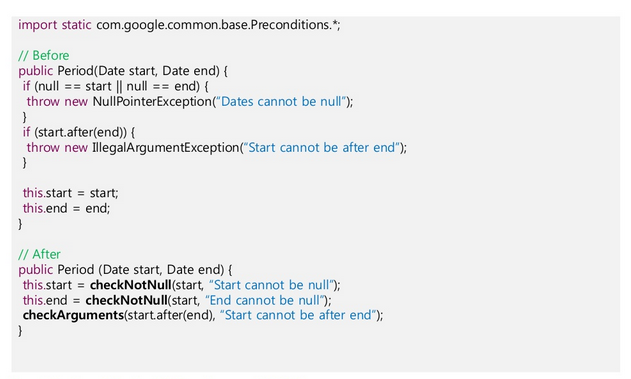 import static com.google.common.base.Preconditions.*;
// Before
public Period(Date start, Date end) {
if (null == start || null == end) {
throw new NullPointerException(“Dates cannot be null”);
}
if (start.after(end)) {
throw new IllegalArgumentException(“Start cannot be after end”);
}
this.start = start;
this.end = end;
}
// After
public Period (Date start, Date end) {
this.start = checkNotNull(start, “Start cannot be null”);
this.end = checkNotNull(start, “End cannot be null”);
checkArguments(start.after(end), “Start cannot be after end”);
}